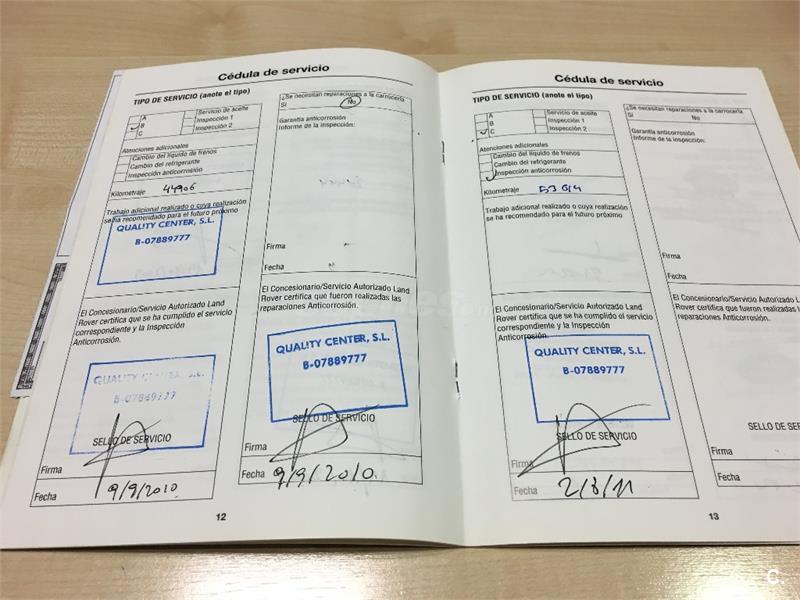 Cédula de servicio
TIPO DE SERVICIO (anote el tipo)
A
B
C
Servicio de aceite
Inspección 1
Inspección 2
Atenciones adicionales
Cambio del líquido de frenos
Cambio del refrigerante
Inspección anticorrosión
Kilometraje 44906
Trabajo adicional realizado o cuya realización
se ha recomendado para el futuro próximo
QUALITY CENTER, S.L.
B-07889777
El Concesionario/Servicio Autorizado Land
Rover certifica que se ha cumplido el servicio
correspondiente y la Inspección
Anticorrosión.
QUALITY CENTER, S.L.
B-07889777
SELLO DE SERVICIO
Firma
Fecha 9/9/2010
¿Se necesitan reparaciones a la carrocería
Sí No
Garantía anticorrosión
Informe de la inspección:
Firma
Fecha
El Concesionario/Servicio Autorizado Land
Rover certifica que fueron realizadas las
reparaciones Anticorrosión.
QUALITY CENTER, S.L.
B-07889777
SELLO DE SERVICIO
Firma
Fecha 9/9/2010.
12
Cédula de servicio
TIPO DE SERVICIO (anote el tipo)
A
B
C
Servicio de aceite
Inspección 1
Inspección 2
Atenciones adicionales
Cambio del líquido de frenos
Cambio del refrigerante
Inspección anticorrosión
Kilometraje
Trabajo adicional realizado o cuya realización
se ha recomendado para el futuro próximo
El Concesionario/Servicio Autorizado Land
Rover certifica que se ha cumplido el servicio
correspondiente y la Inspección
Anticorrosión.
QUALITY CENTER, S.L.
B-07889777
SELLO DE SERVICIO
Firma
Fecha
¿Se necesitan reparaciones a la carrocería
Sí No
Garantía anticorrosión
Informe de la inspección:
Firma
Fecha
El Concesionario/Servicio Autorizado
Rover certifica que fueron realizadas
reparaciones Anticorrosión.
SELLO DE SER
Firma
Fecha
13
C.